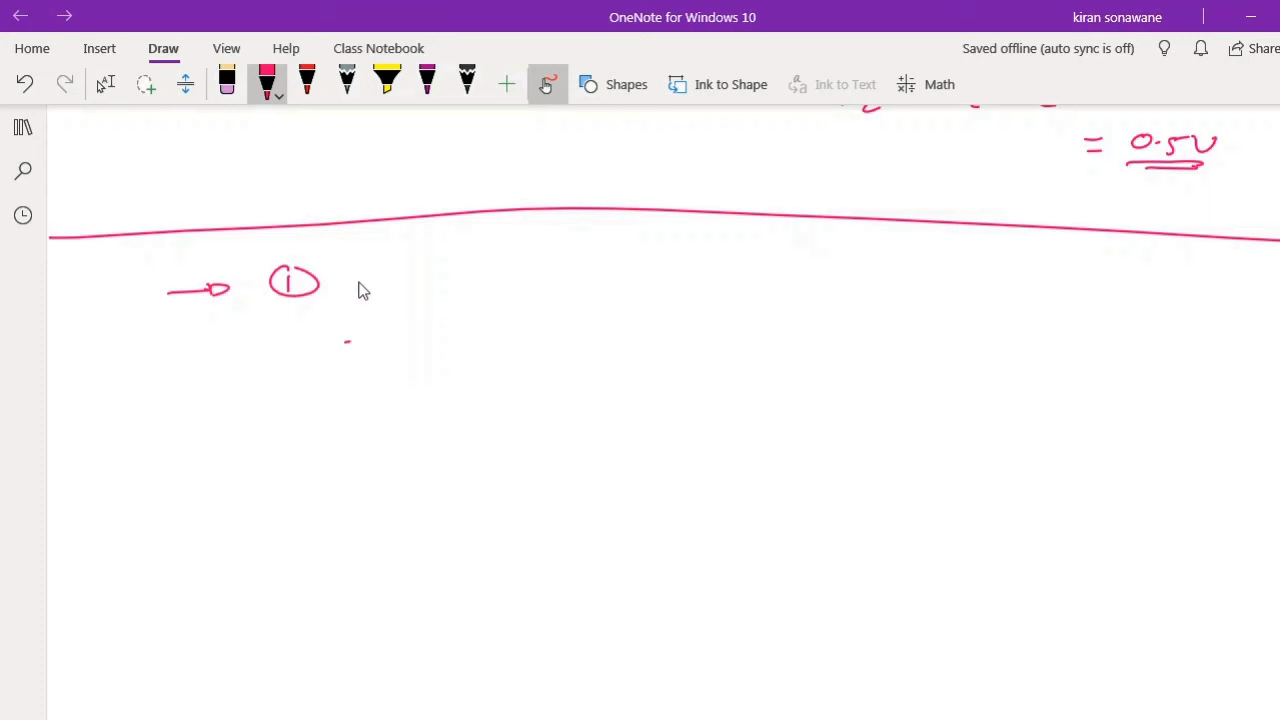 OneNote for Windows 10
kiran sonawane
Home Insert Draw View Help Class Notebook
Saved offline (auto sync is off)
Share
Shapes Ink to Shape Ink to Text Math
= 0.5V
→ ①